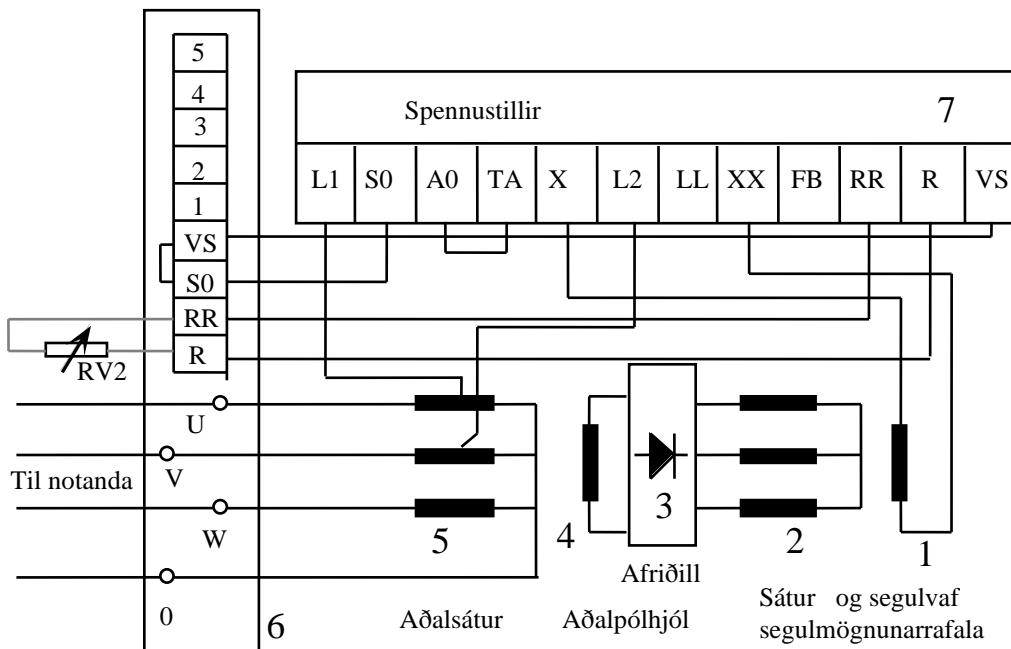 5
4
3
2
1
VS
S0
RR
R
RV2
Spennustillir 7
L1 S0 A0 TA X L2 LL XX FB RR R VS
U
V
W
0
Til notanda
6
5
4
3
2
1
Aðalsátur
Aðalpólhjól
Afriðill
Sátur og segulvaf
segulmögnunarrafala